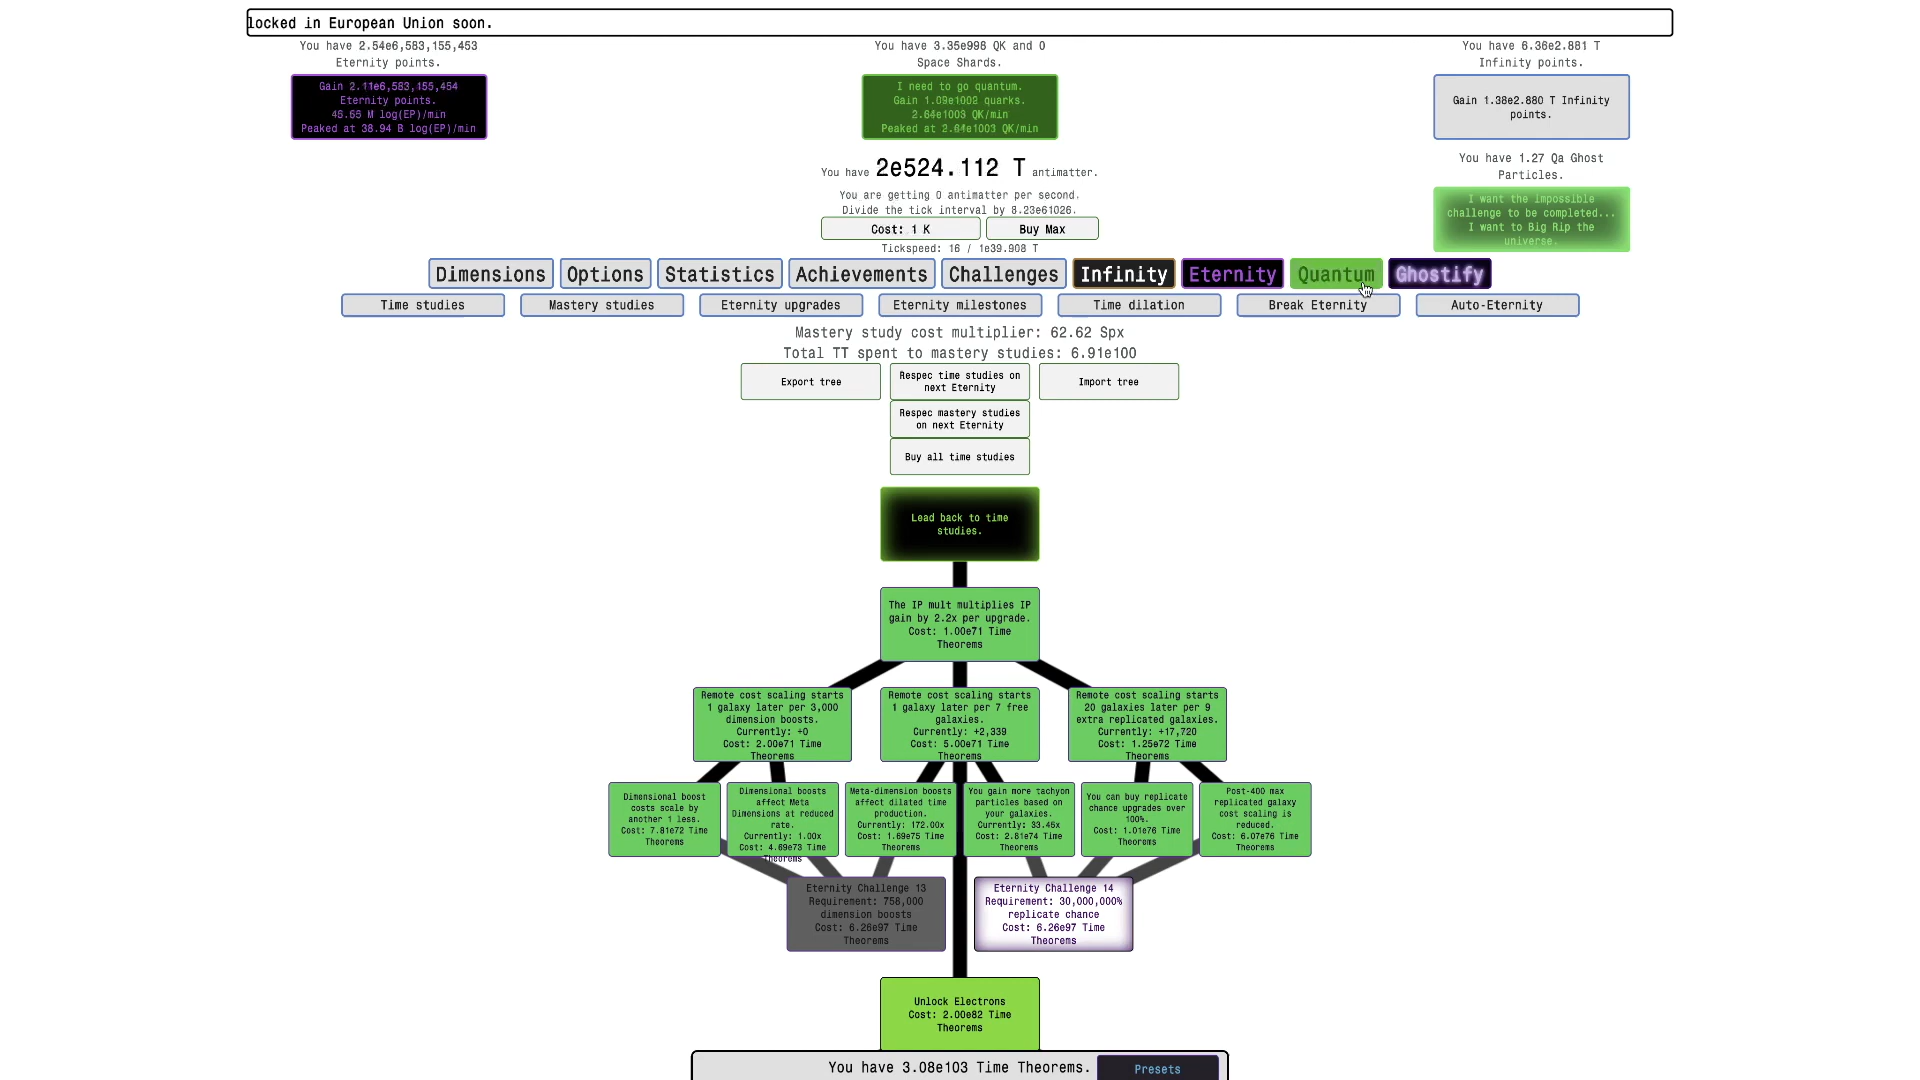 locked in European Union soon.
You have 2.54e6,583,155,453
Eternity points.
Gain 2.11e6,583,155,454
Eternity points.
46.65 M log(EP)/min
Peaked at 38.94 B log(EP)/min
You have 3.35e998 QK and 0
Space Shards.
I need to go quantum.
Gain 1.09e1002 quarks.
2.64e1003 QK/min
Peaked at 2.64e1003 QK/min
You have 6.36e2.881 T
Infinity points.
Gain 1.38e2.880 T Infinity
points.
You have 2e524.112 T antimatter.
You are getting 0 antimatter per second.
Divide the tick interval by 8.23e61026.
Cost: 1 K
Buy Max
Tickspeed: 16 / 1e39.908 T
You have 1.27 Qa Ghost
Particles.
I want the impossible
challenge to be completed...
I want to Big Rip the
universe.
Dimensions
Options
Statistics
Achievements
Challenges
Infinity
Eternity
Quantum
Ghostify
Time studies
Mastery studies
Eternity upgrades
Eternity milestones
Time dilation
Break Eternity
Auto-Eternity
Mastery study cost multiplier: 62.62 Spx
Total TT spent to mastery studies: 6.91e100
Export tree
Respec time studies on
next Eternity
Import tree
Respec mastery studies
on next Eternity
Buy all time studies
Lead back to time
studies.
The IP mult multiplies IP
gain by 2.2x per upgrade.
Cost: 1.00e71 Time
Theorems
Remote cost scaling starts
1 galaxy later per 3,000
dimension boosts.
Currently: +0
Cost: 2.00e71 Time
Theorems
Remote cost scaling starts
1 galaxy later per 7 free
galaxies.
Currently: +2,339
Cost: 5.00e71 Time
Theorems
Remote cost scaling starts
20 galaxies later per 9
extra replicated galaxies.
Currently: +17,720
Cost: 1.25e72 Time
Theorems
Dimensional boost
costs scale by
another 1 less.
Cost: 7.81e72 Time
Theorems
Dimensional boosts
affect Meta
Dimensions at reduced
rate.
Currently: 1.00x
Cost: 4.69e73 Time
Theorems
Meta-dimension boosts
affect dilated time
production.
Currently: 172.00x
Cost: 1.69e75 Time
Theorems
You gain more tachyon
particles based on
your galaxies.
Currently: 33.45x
Cost: 2.81e74 Time
Theorems
You can buy replicate
chance upgrades over
100%.
Cost: 1.01e76 Time
Theorems
Post-400 max
replicated galaxy
cost scaling is
reduced.
Cost: 6.07e76 Time
Theorems
Eternity Challenge 13
Requirement: 758,000
dimension boosts
Cost: 6.26e97 Time
Theorems
Eternity Challenge 14
Requirement: 30,000,000%
replicate chance
Cost: 6.26e97 Time
Theorems
Unlock Electrons
Cost: 2.00e82 Time
Theorems
You have 3.08e103 Time Theorems.
Presets